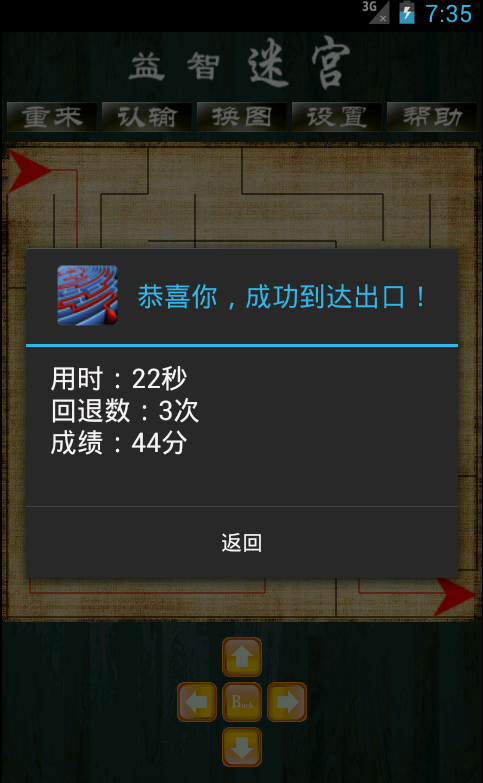 3G
7:35
益智迷宫
重来 认输 换图 设置 帮助
恭喜你，成功到达出口！
用时：22秒
回退数：3次
成绩：44分
返回
Back